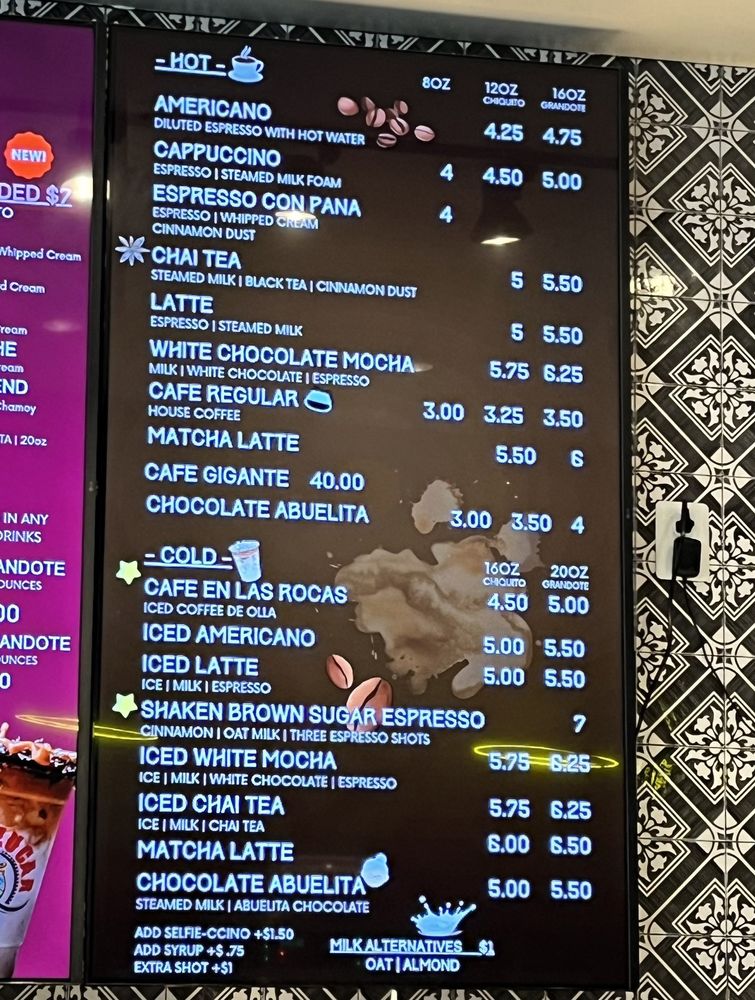 NEW!
DED $2
TO
Whipped Cream
d Cream
ream
HE
ream
END
Chamoy
TA | 20oz
IN ANY
DRINKS
ANDOTE
OUNCES
00
ANDOTE
OUNCES
0
- HOT -
8OZ 12OZ 16OZ
CHIQUITO GRANDOTE
AMERICANO 4.25 4.75
DILUTED ESPRESSO WITH HOT WATER
CAPPUCCINO 4 4.50 5.00
ESPRESSO | STEAMED MILK FOAM
ESPRESSO CON PANA 4
ESPRESSO | WHIPPED CREAM
CINNAMON DUST
CHAI TEA 5 5.50
STEAMED MILK | BLACK TEA | CINNAMON DUST
LATTE 5 5.50
ESPRESSO | STEAMED MILK
WHITE CHOCOLATE MOCHA 5.75 6.25
MILK | WHITE CHOCOLATE | ESPRESSO
CAFE REGULAR 3.00 3.25 3.50
HOUSE COFFEE
MATCHA LATTE 5.50 6
CAFE GIGANTE 40.00
CHOCOLATE ABUELITA 3.00 3.50 4
- COLD -
16OZ 20OZ
CHIQUITO GRANDOTE
CAFE EN LAS ROCAS 4.50 5.00
ICED COFFEE DE OLLA
ICED AMERICANO 5.00 5.50
ICED LATTE 5.00 5.50
ICE | MILK | ESPRESSO
SHAKEN BROWN SUGAR ESPRESSO 7
CINNAMON | OAT MILK | THREE ESPRESSO SHOTS
ICED WHITE MOCHA 5.75 6.25
ICE | MILK | WHITE CHOCOLATE | ESPRESSO
ICED CHAI TEA 5.75 6.25
ICE | MILK | CHAI TEA
MATCHA LATTE 6.00 6.50
CHOCOLATE ABUELITA 5.00 5.50
STEAMED MILK | ABUELITA CHOCOLATE
ADD SELFIE-CCINO +$1.50
ADD SYRUP +$ .75
EXTRA SHOT +$1
MILK ALTERNATIVES $1
OAT | ALMOND